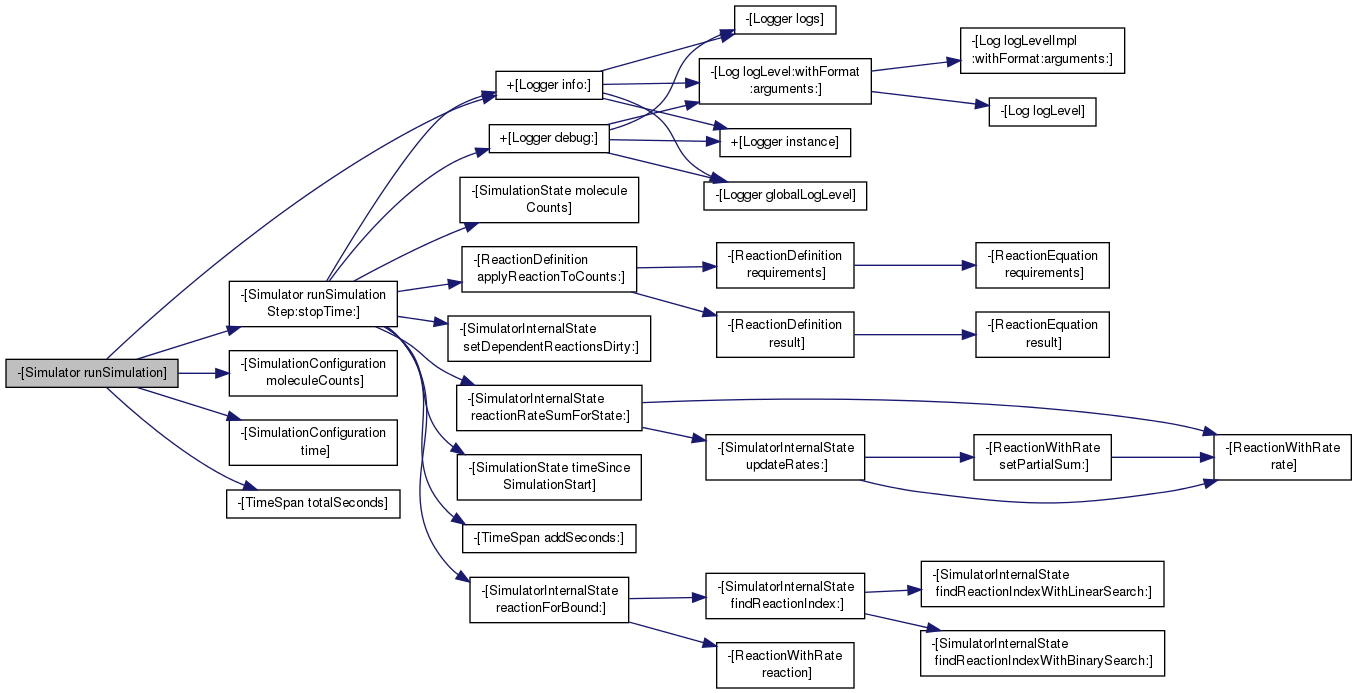 -[Simulator runSimulation]
-[Simulator runSimulation
Step:stopTime:]
-[SimulationConfiguration
moleculeCounts]
-[SimulationConfiguration
time]
-[TimeSpan totalSeconds]
+[Logger info:]
+[Logger debug:]
-[SimulationState molecule
Counts]
-[ReactionDefinition
applyReactionToCounts:]
-[SimulatorInternalState
setDependentReactionsDirty:]
-[SimulatorInternalState
reactionRateSumForState:]
-[SimulationState timeSince
SimulationStart]
-[TimeSpan addSeconds:]
-[SimulatorInternalState
reactionForBound:]
-[Logger logs]
-[Log logLevel:withFormat
:arguments:]
+[Logger instance]
-[Logger globalLogLevel]
-[ReactionDefinition
requirements]
-[ReactionDefinition
result]
-[SimulatorInternalState
updateRates:]
-[SimulatorInternalState
findReactionIndex:]
-[ReactionWithRate
reaction]
-[Log logLevelImpl
:withFormat:arguments:]
-[Log logLevel]
-[ReactionEquation
requirements]
-[ReactionEquation
result]
-[ReactionWithRate
setPartialSum:]
-[SimulatorInternalState
findReactionIndexWithLinearSearch:]
-[SimulatorInternalState
findReactionIndexWithBinarySearch:]
-[ReactionWithRate
rate]